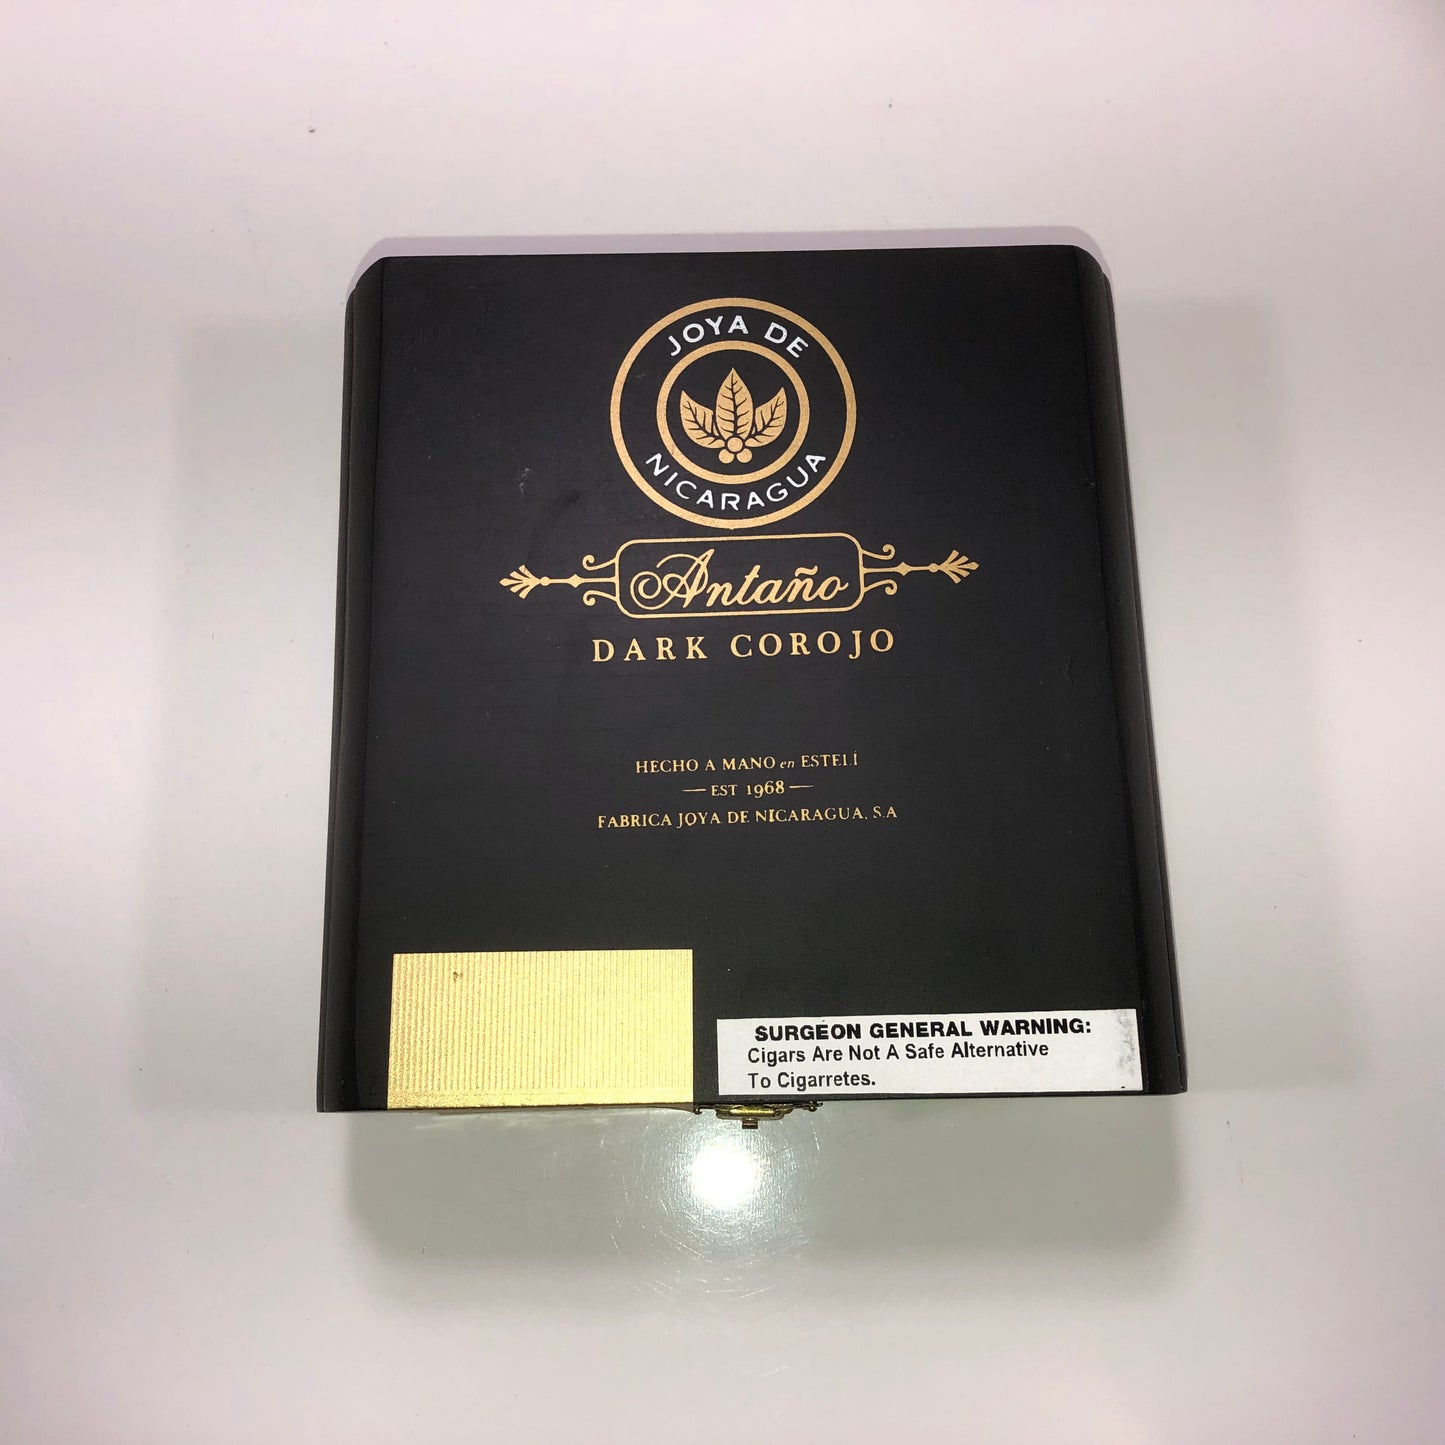 JOYA DE
NICARAGUA
Antaño
DARK COROJO
HECHO A MANO en ESTELÍ
— EST 1968 —
FABRICA JOYA DE NICARAGUA, S.A
SURGEON GENERAL WARNING:
Cigars Are Not A Safe Alternative
To Cigarretes.